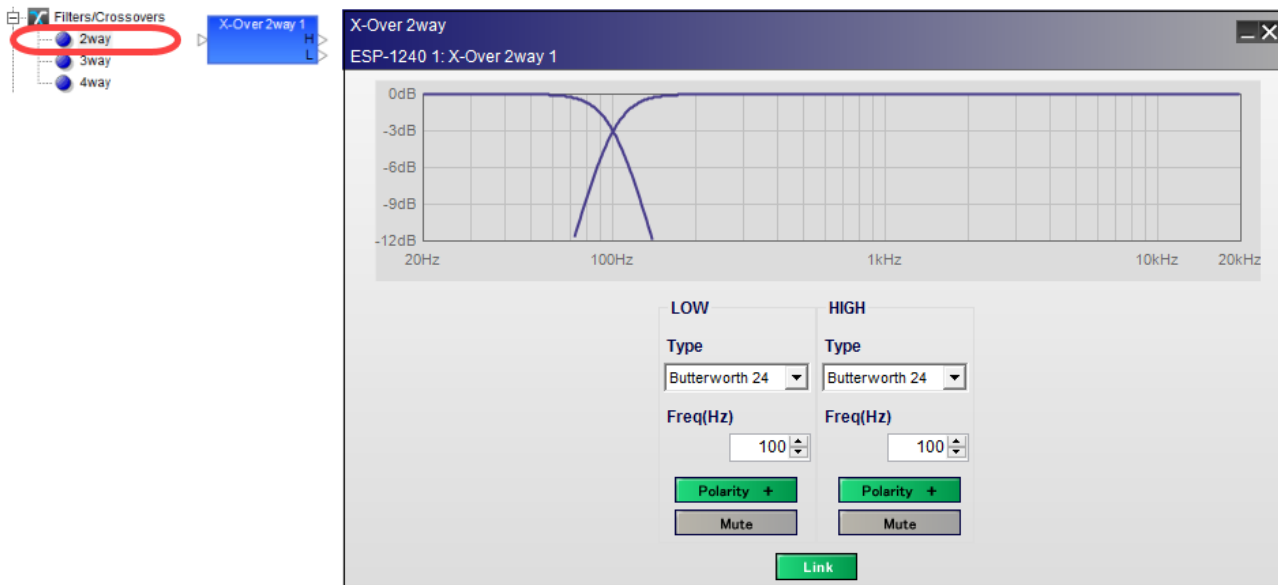 Filters/Crossovers
2way
3way
4way
X-Over 2way 1
H
L
X-Over 2way
ESP-1240 1: X-Over 2way 1
0dB
-3dB
-6dB
-9dB
-12dB
20Hz 100Hz 1kHz 10kHz 20kHz
LOW HIGH
Type Type
Butterworth 24 Butterworth 24
Freq(Hz) Freq(Hz)
100 100
Polarity + Polarity +
Mute Mute
Link